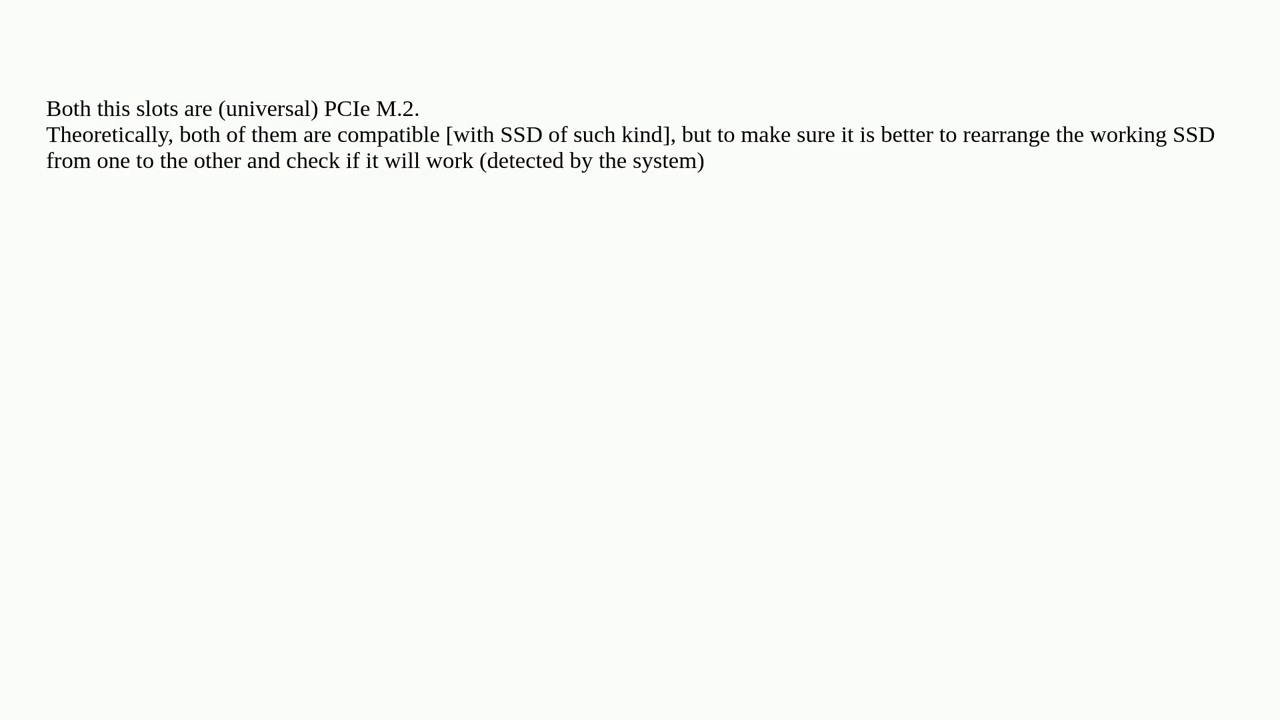 Both this slots are (universal) PCIe M.2.
Theoretically, both of them are compatible [with SSD of such kind], but to make sure it is better to rearrange the working SSD
from one to the other and check if it will work (detected by the system)